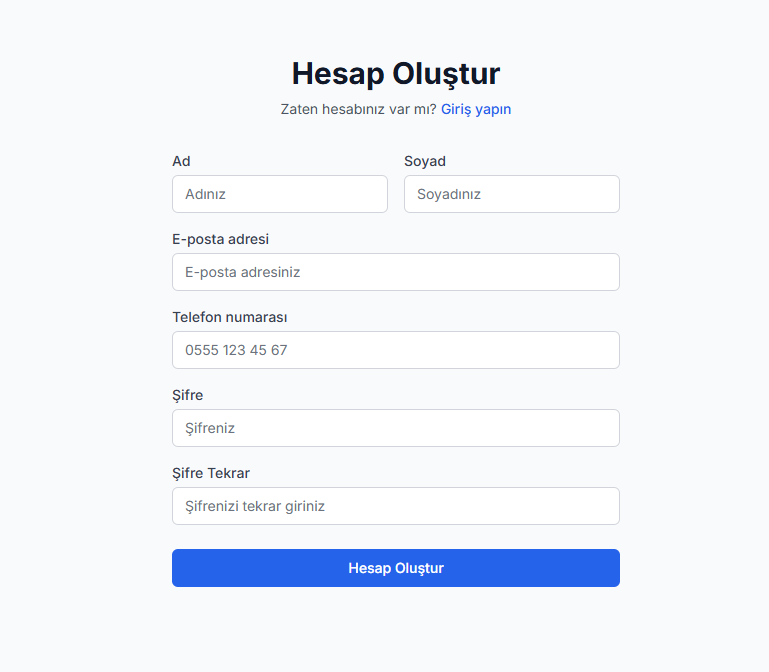 Hesap Oluştur
Zaten hesabınız var mı? Giriş yapın
Ad
Soyad
Adınız
Soyadınız
E-posta adresi
E-posta adresiniz
Telefon numarası
0555 123 45 67
Şifre
Şifreniz
Şifre Tekrar
Şifrenizi tekrar giriniz
Hesap Oluştur